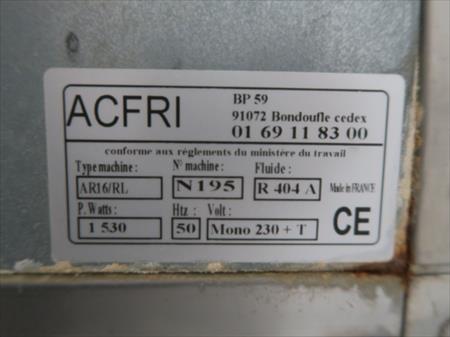 ACFRI
BP 59
91072 Bondoufle cedex
01 69 11 83 00
conforme aux réglements du ministère du travail
Type machine : N° machine : Fluide :
AR16/RL N195 R 404 A Made in FRANCE
P. Watts : Htz : Volt :
1 530 50 Mono 230 + T CE